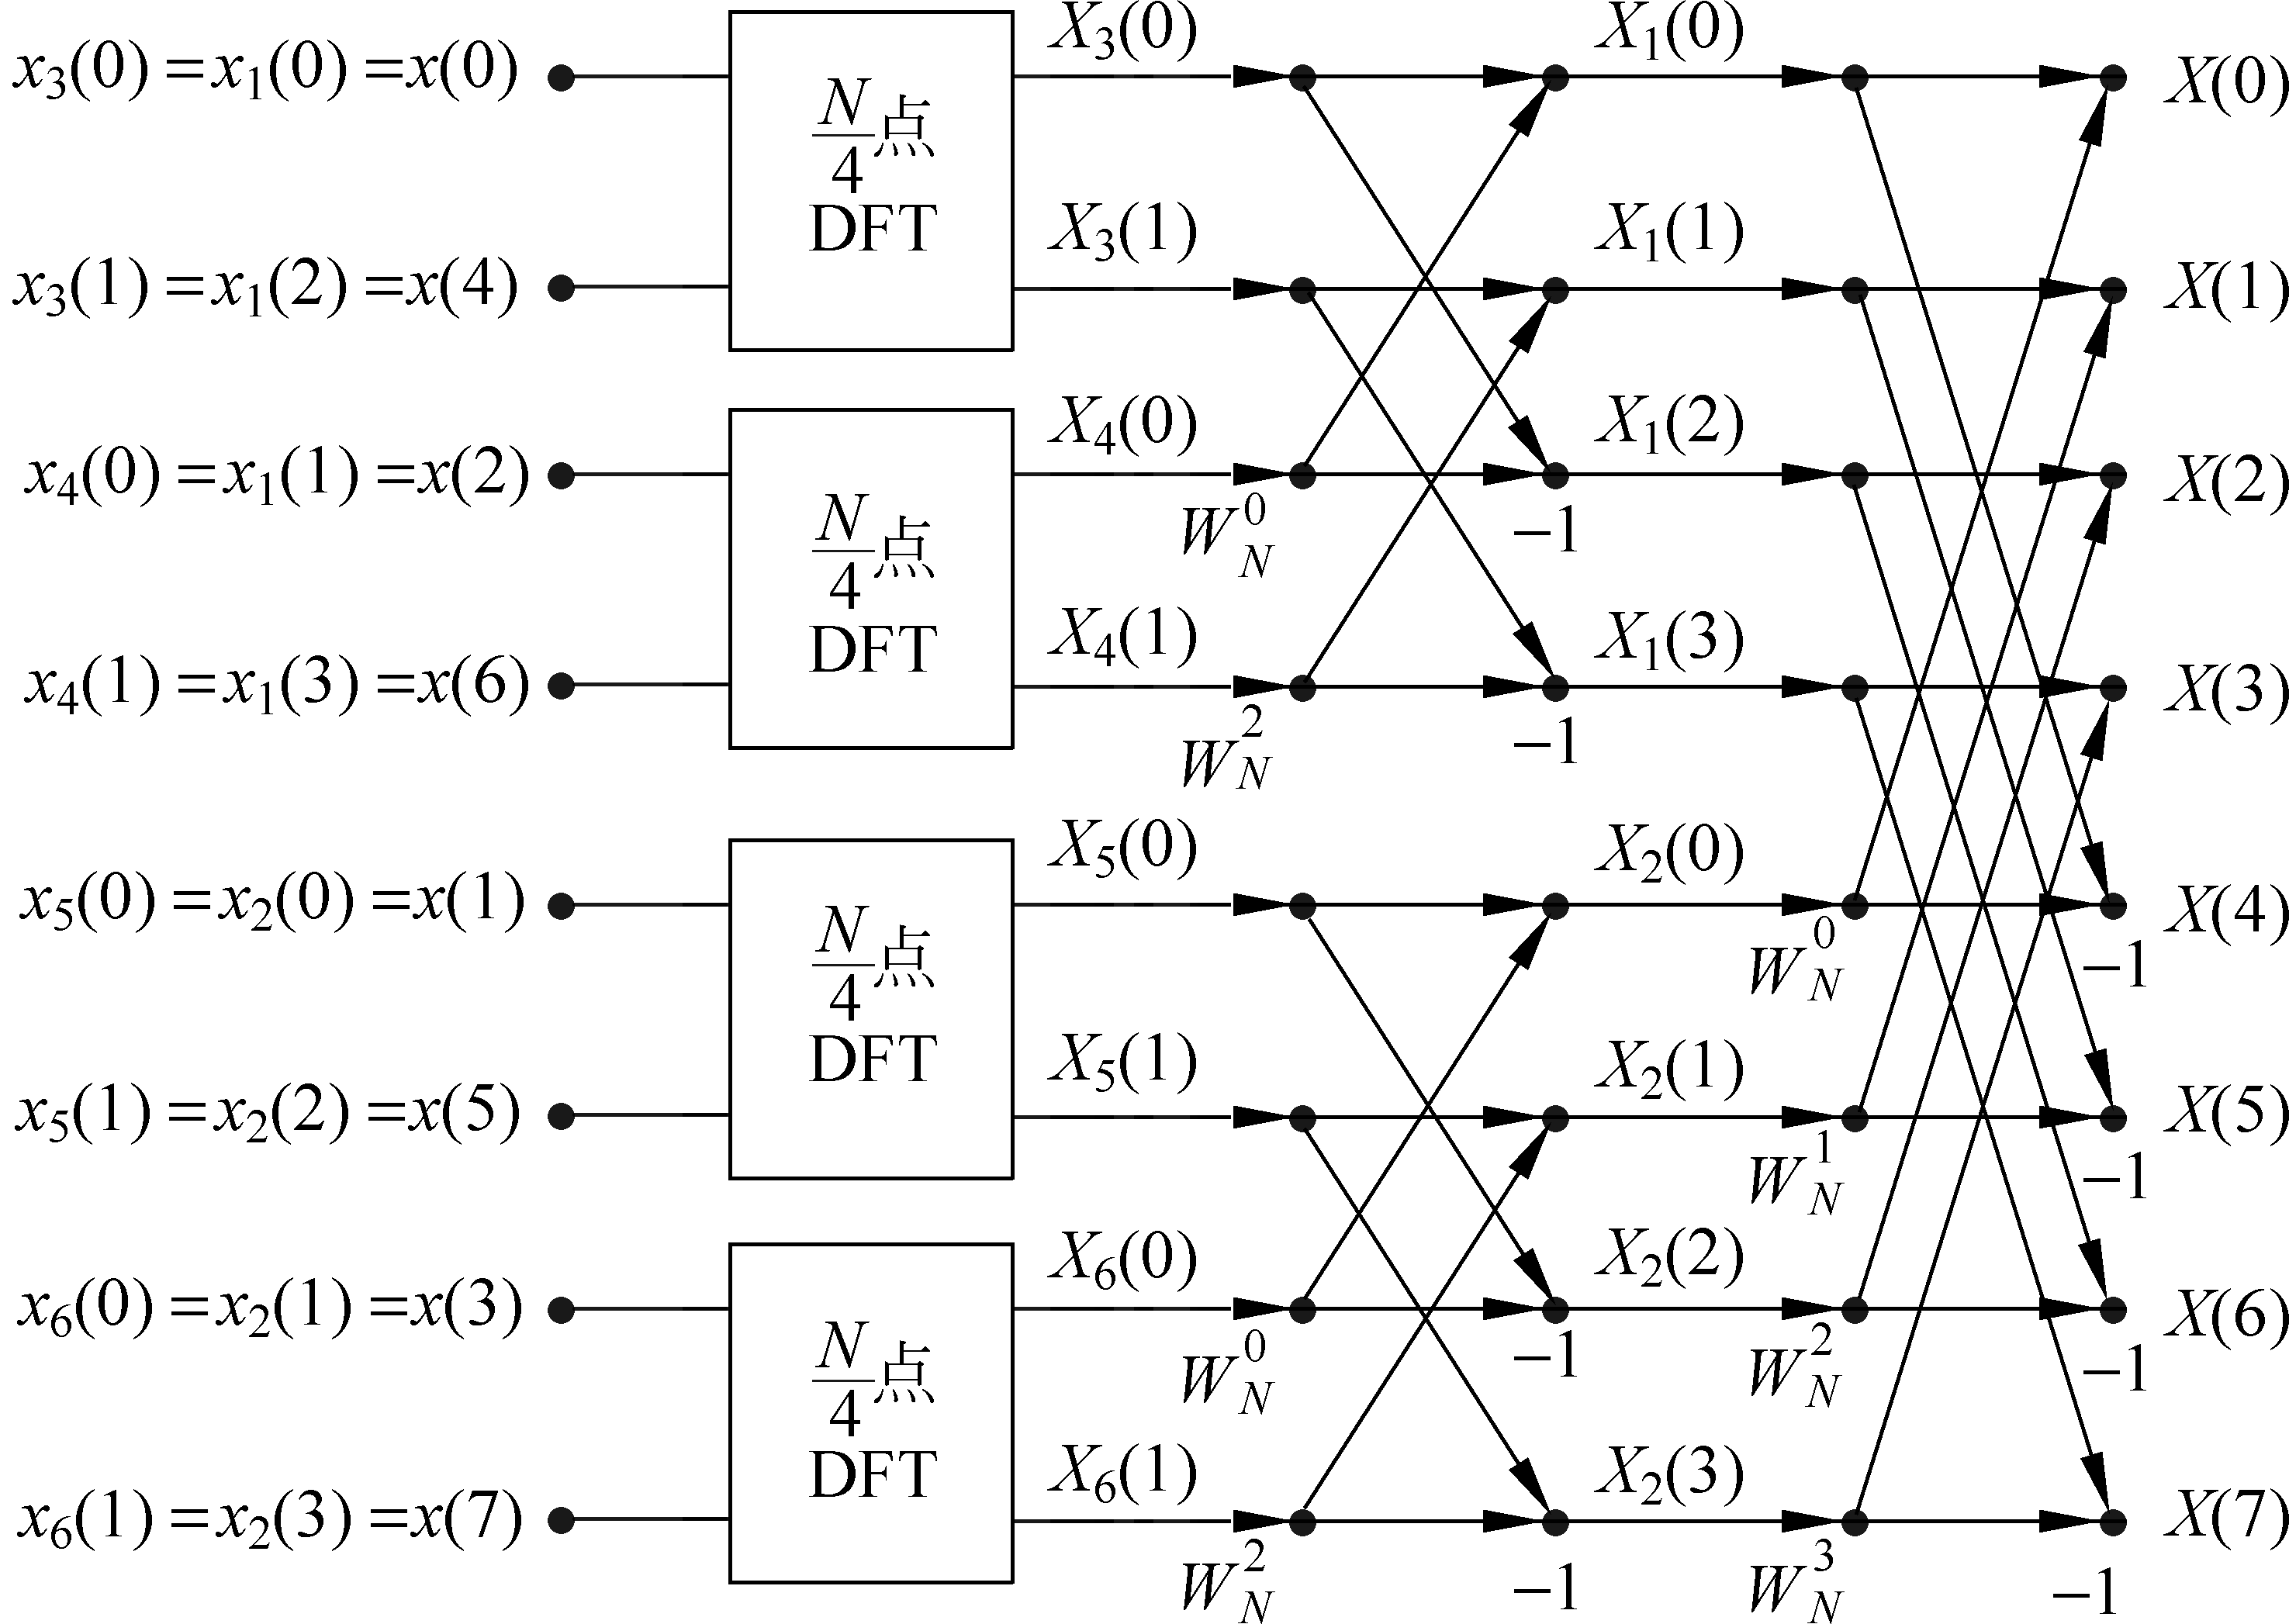 x₃(0) =x₁(0) =x(0)
x₃(1) =x₁(2) =x(4)
x₄(0) =x₁(1) =x(2)
x₄(1) =x₁(3) =x(6)
x₅(0) =x₂(0) =x(1)
x₅(1) =x₂(2) =x(5)
x₆(0) =x₂(1) =x(3)
x₆(1) =x₂(3) =x(7)
N/4点
DFT
N/4点
DFT
N/4点
DFT
N/4点
DFT
X₃(0)
X₃(1)
X₄(0)
W_N^0
X₄(1)
W_N^2
X₅(0)
X₅(1)
X₆(0)
W_N^0
X₆(1)
W_N^2
−1
−1
−1
−1
X₁(0)
X₁(1)
X₁(2)
X₁(3)
X₂(0)
W_N^0
X₂(1)
W_N^1
X₂(2)
W_N^2
X₂(3)
W_N^3
X(0)
X(1)
X(2)
X(3)
X(4)
−1
X(5)
−1
X(6)
−1
X(7)
−1